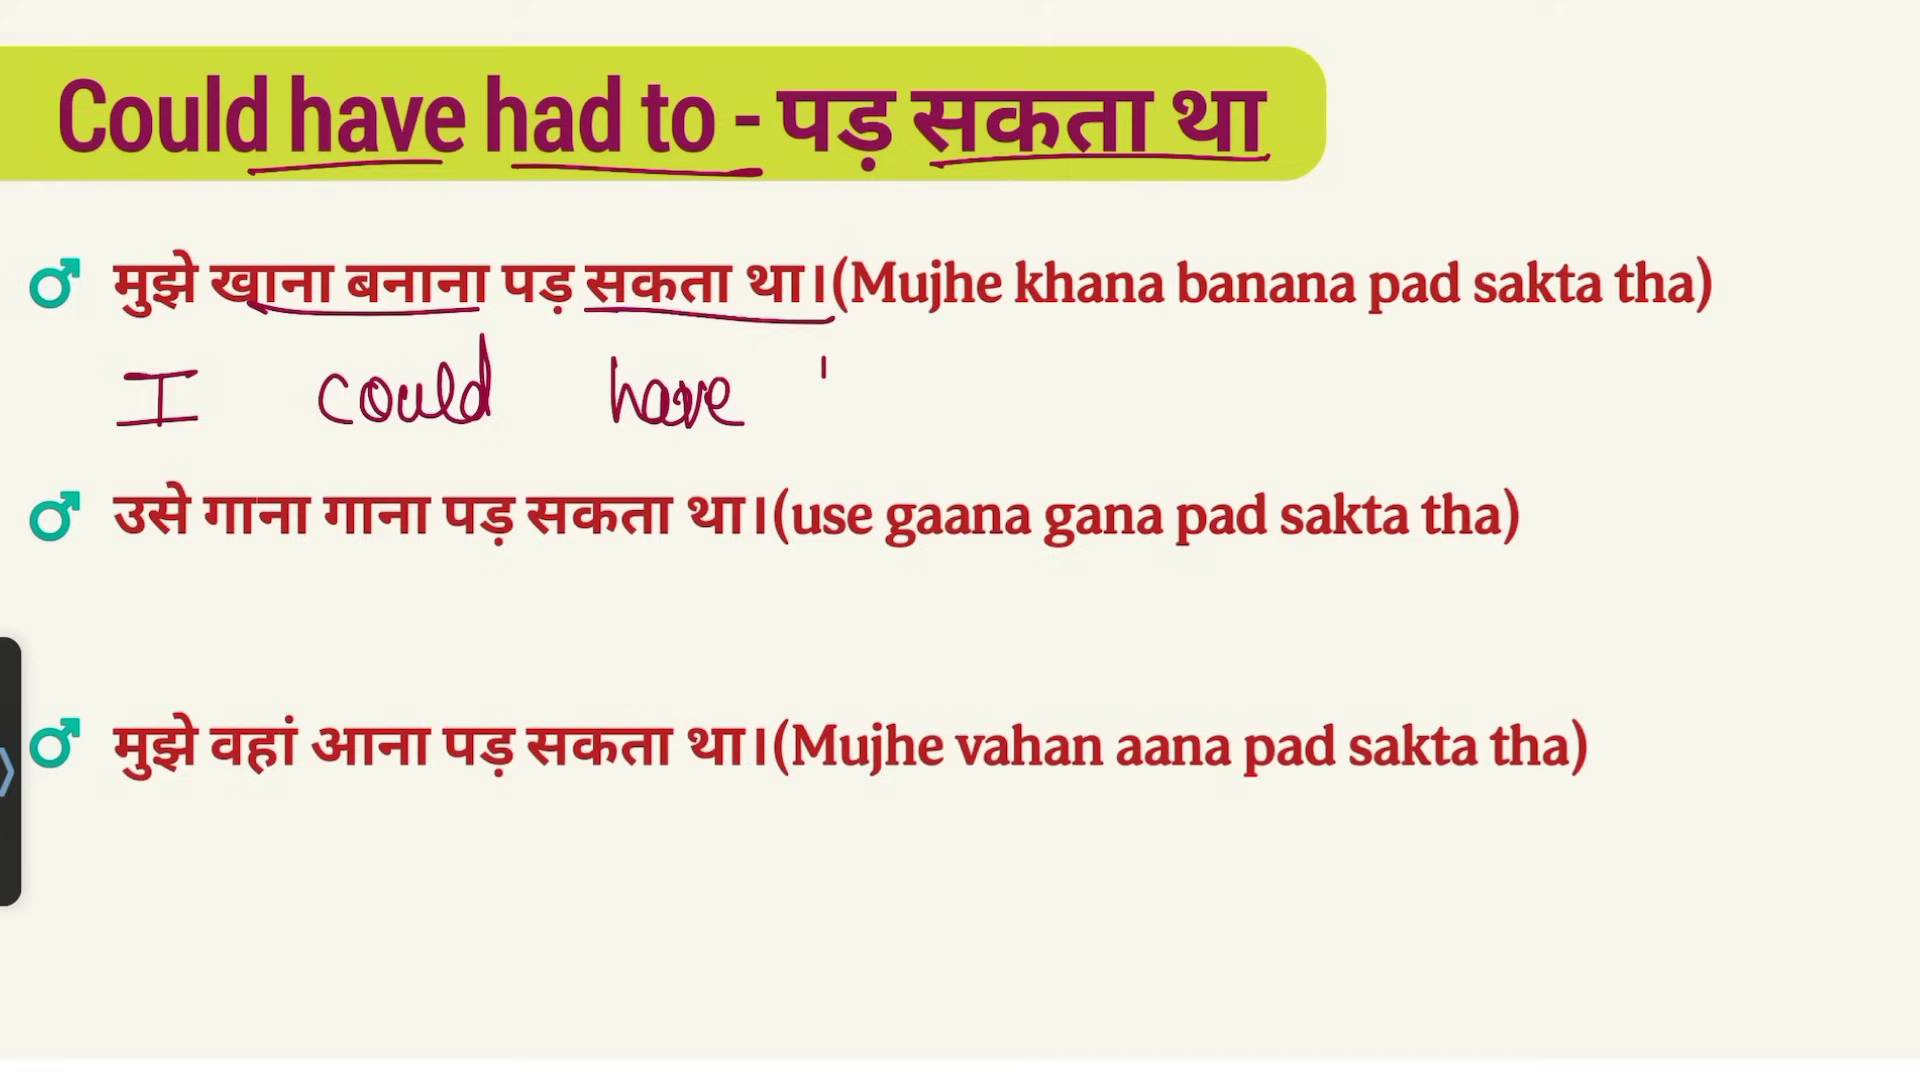 Could have had to - पड़ सकता था
मुझे खाना बनाना पड़ सकता था।(Mujhe khana banana pad sakta tha)
I could have
उसे गाना गाना पड़ सकता था।(use gaana gana pad sakta tha)
मुझे वहां आना पड़ सकता था।(Mujhe vahan aana pad sakta tha)